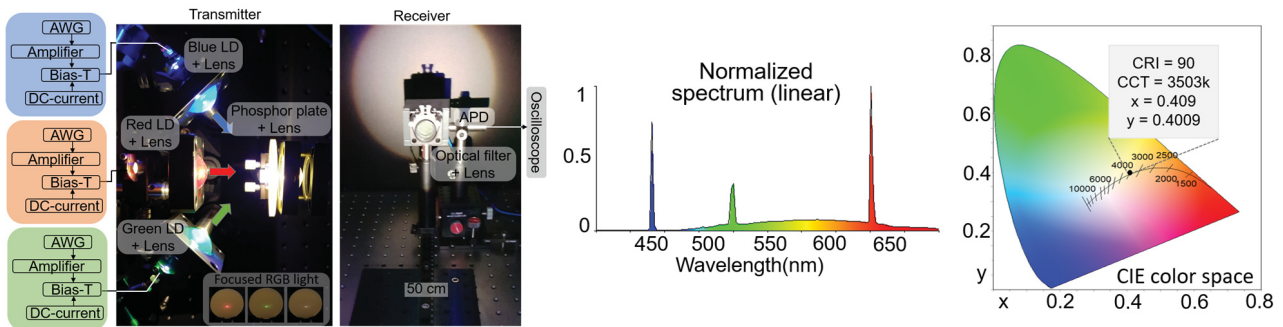 Transmitter
Receiver
AWG
Amplifier
Bias-T
DC-current
AWG
Amplifier
Bias-T
DC-current
AWG
Amplifier
Bias-T
DC-current
Blue LD
+ Lens
Red LD
+ Lens
Phosphor plate
+ Lens
Green LD
+ Lens
Focused RGB light
APD
Optical filter
+ Lens
50 cm
Oscilloscope
Normalized
spectrum (linear)
1
0.5
0
450 500 550 600 650
Wavelength(nm)
0.8
0.6
0.4
0.2
y
x 0.2 0.4 0.6 0.8
CRI = 90
CCT = 3503k
x = 0.409
y = 0.4009
10000
6000
4000
3000
2500
2000
1500
CIE color space